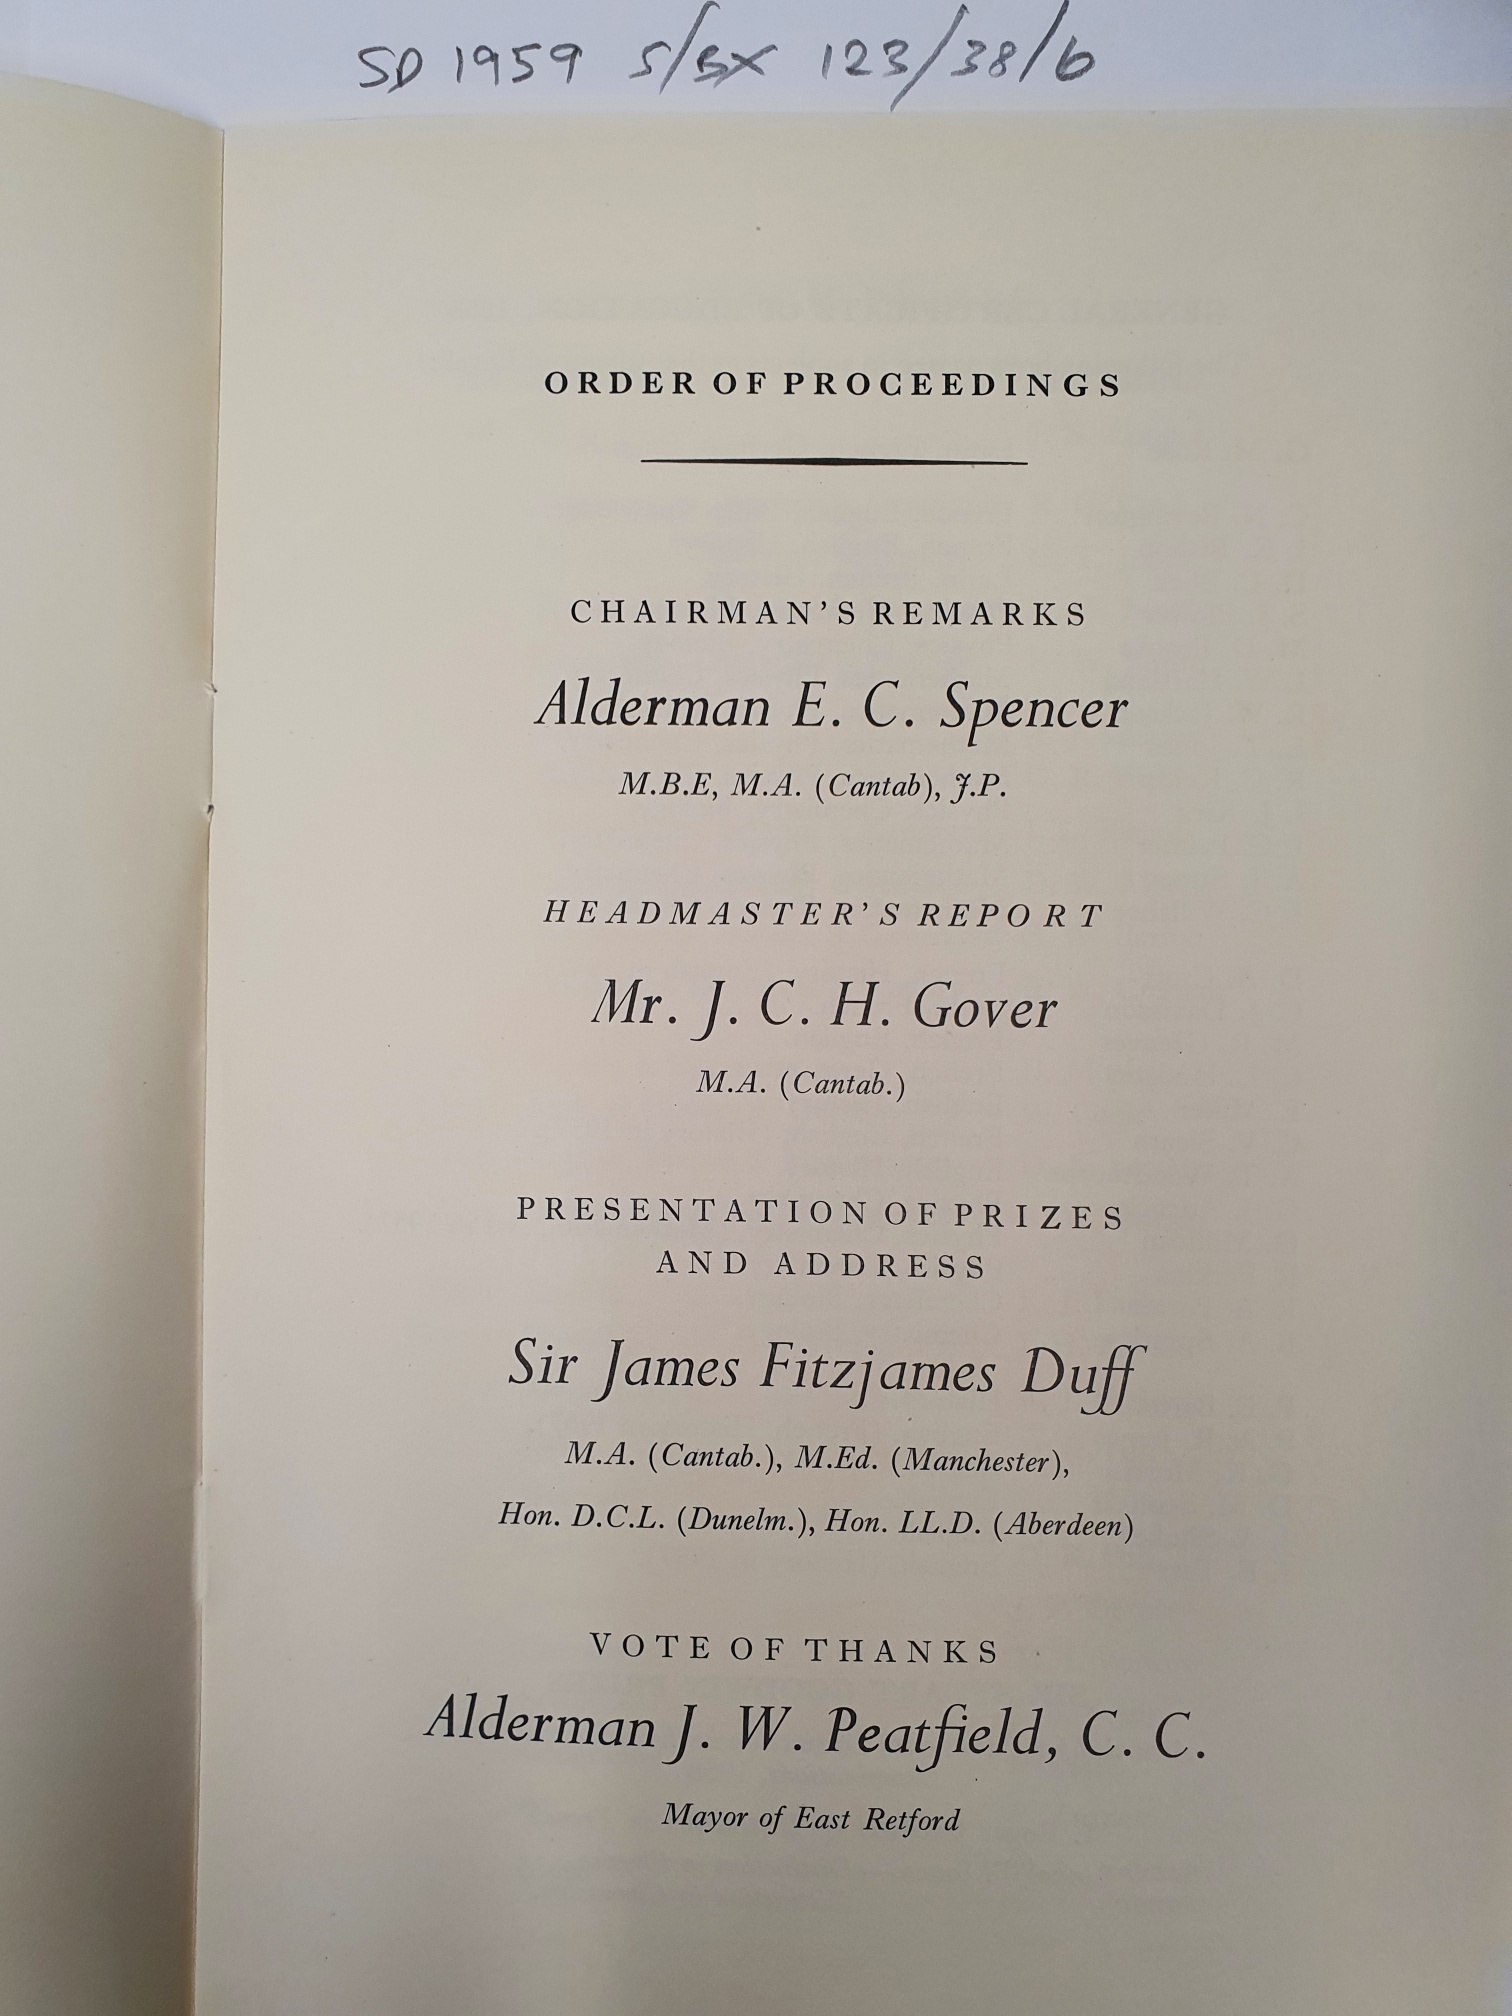 SD 1959 S/BX 123/38/6
ORDER OF PROCEEDINGS
CHAIRMAN'S REMARKS
Alderman E. C. Spencer
M.B.E, M.A. (Cantab), J.P.
HEADMASTER'S REPORT
Mr. J. C. H. Gover
M.A. (Cantab.)
PRESENTATION OF PRIZES
AND ADDRESS
Sir James Fitzjames Duff
M.A. (Cantab.), M.Ed. (Manchester),
Hon. D.C.L. (Dunelm.), Hon. LL.D. (Aberdeen)
VOTE OF THANKS
Alderman J. W. Peatfield, C. C.
Mayor of East Retford